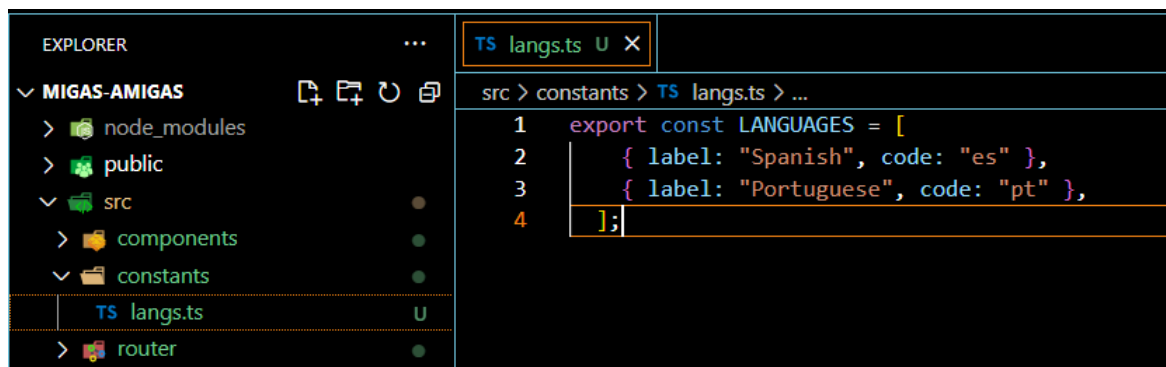 EXPLORER ...
TS langs.ts U
MIGAS-AMIGAS
src > constants > TS langs.ts > ...
node_modules
public
src
components
constants
TS langs.ts U
router
1 export const LANGUAGES = [
2 { label: "Spanish", code: "es" },
3 { label: "Portuguese", code: "pt" },
4 ];